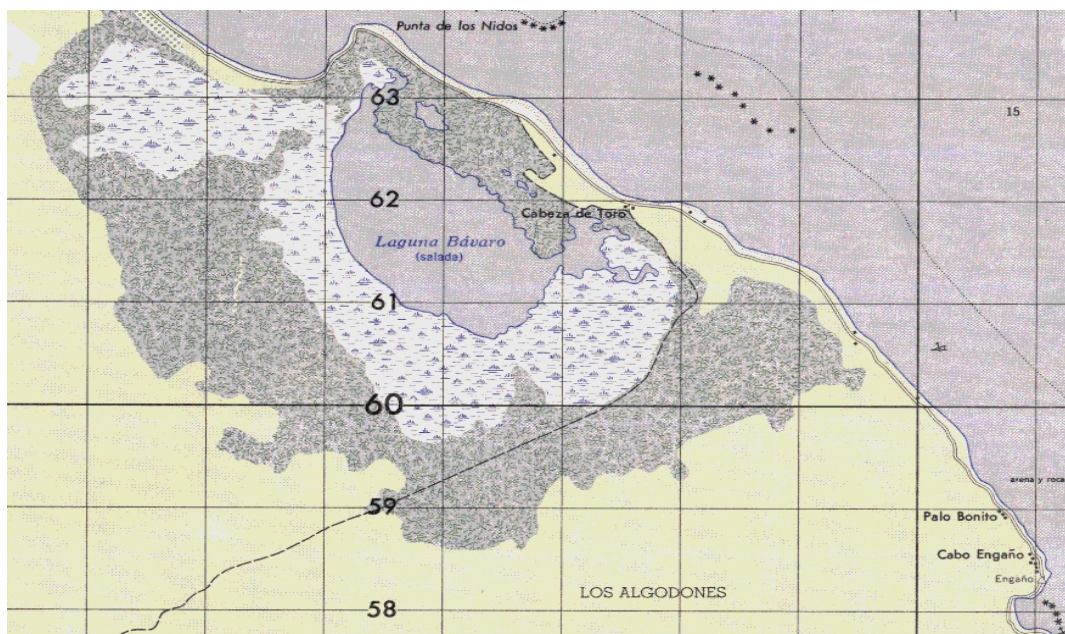 Punta de los Nidos
63
15
62
Cabeza de Toro
Laguna Bávaro
(salada)
61
60
arena y roca
59
Palo Bonito
Cabo Engaño
Engaño
LOS ALGODONES
58